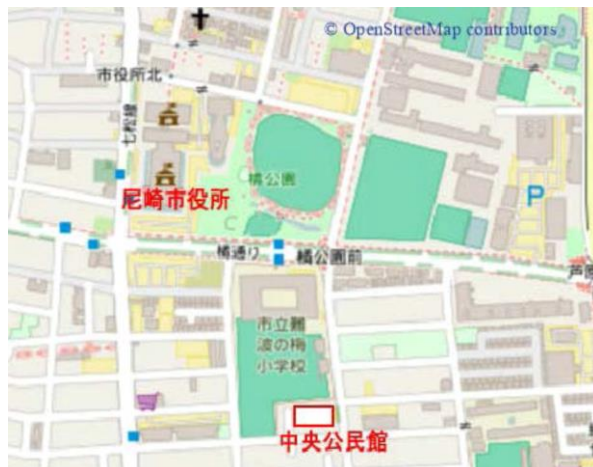 © OpenStreetMap contributors
市役所北
七松線
尼崎市役所
橘公園
P
橘通り
橘公園前
芦原
市立難
波の梅
小学校
中央公民館